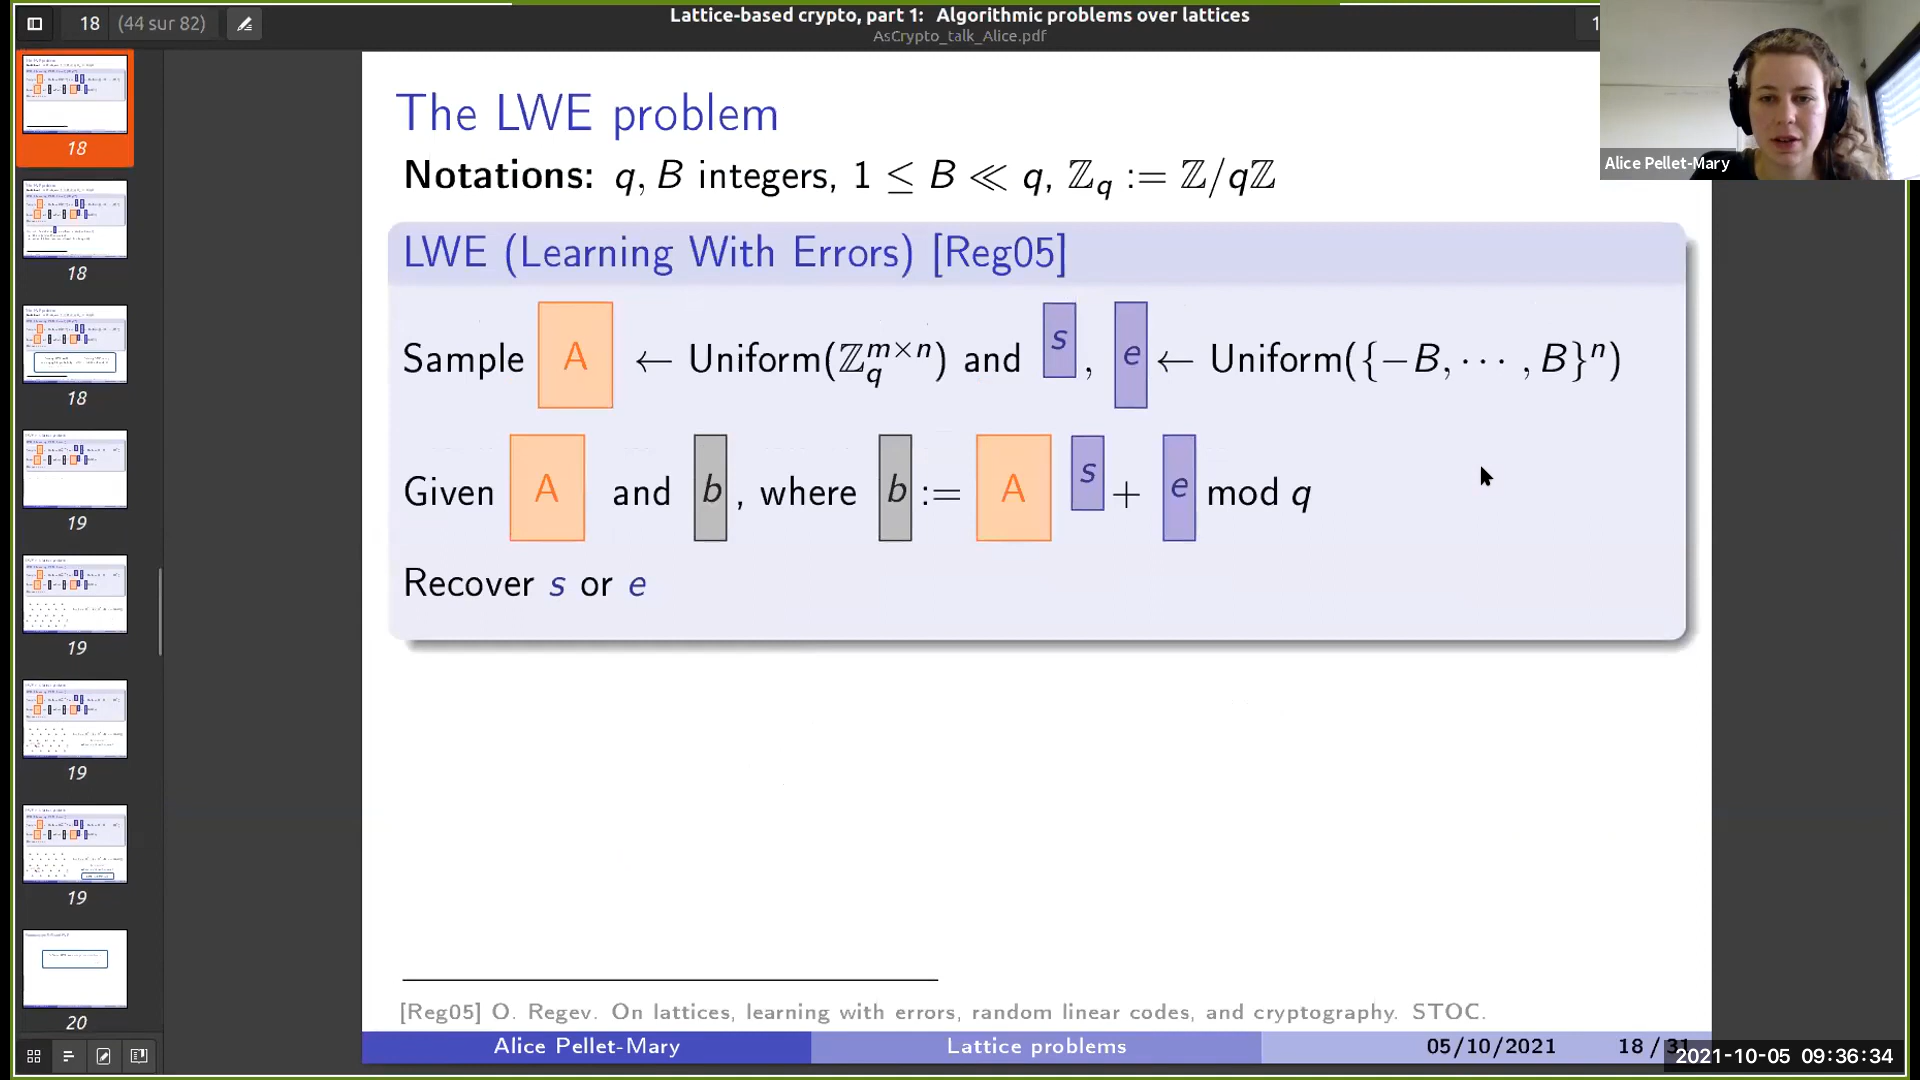 18 (44 sur 82)
Lattice-based crypto, part 1: Algorithmic problems over lattices
AsCrypto_talk_Alice.pdf
Alice Pellet-Mary
The LWE problem
Notations: q, B integers, 1 ≤ B ≪ q, ℤ_q := ℤ/qℤ
LWE (Learning With Errors) [Reg05]
Sample A ← Uniform(ℤ_q^{m×n}) and s, e ← Uniform({−B, ⋯ , B}^n)
Given A and b, where b := A s + e mod q
Recover s or e
[Reg05] O. Regev. On lattices, learning with errors, random linear codes, and cryptography. STOC.
Alice Pellet-Mary Lattice problems 05/10/2021 18 / 31
2021-10-05 09:36:34
18
18
18
19
19
19
19
20